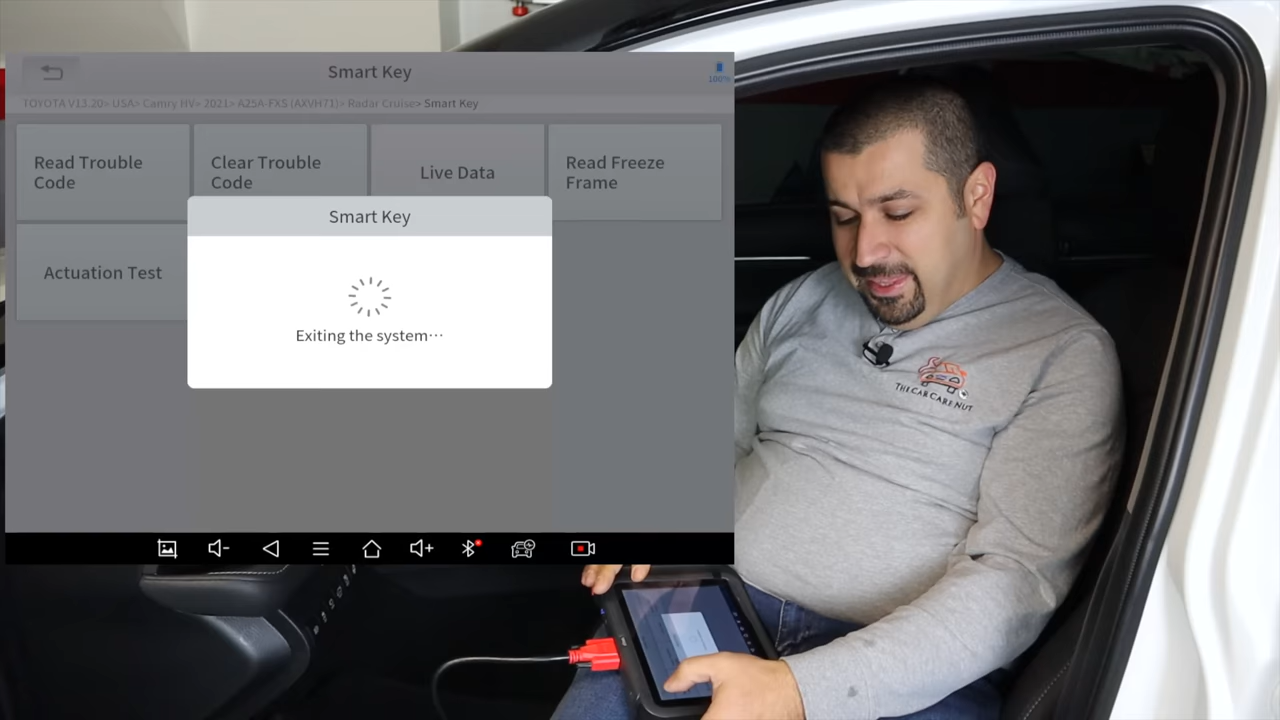 Smart Key
100%
TOYOTA V13.20> USA> Camry HV> 2021> A25A-FXS (AXVH71)> Radar Cruise> Smart Key
Read Trouble
Code
Clear Trouble
Code
Live Data
Read Freeze
Frame
Smart Key
Actuation Test
Exiting the system···
THE CAR CARE NUT